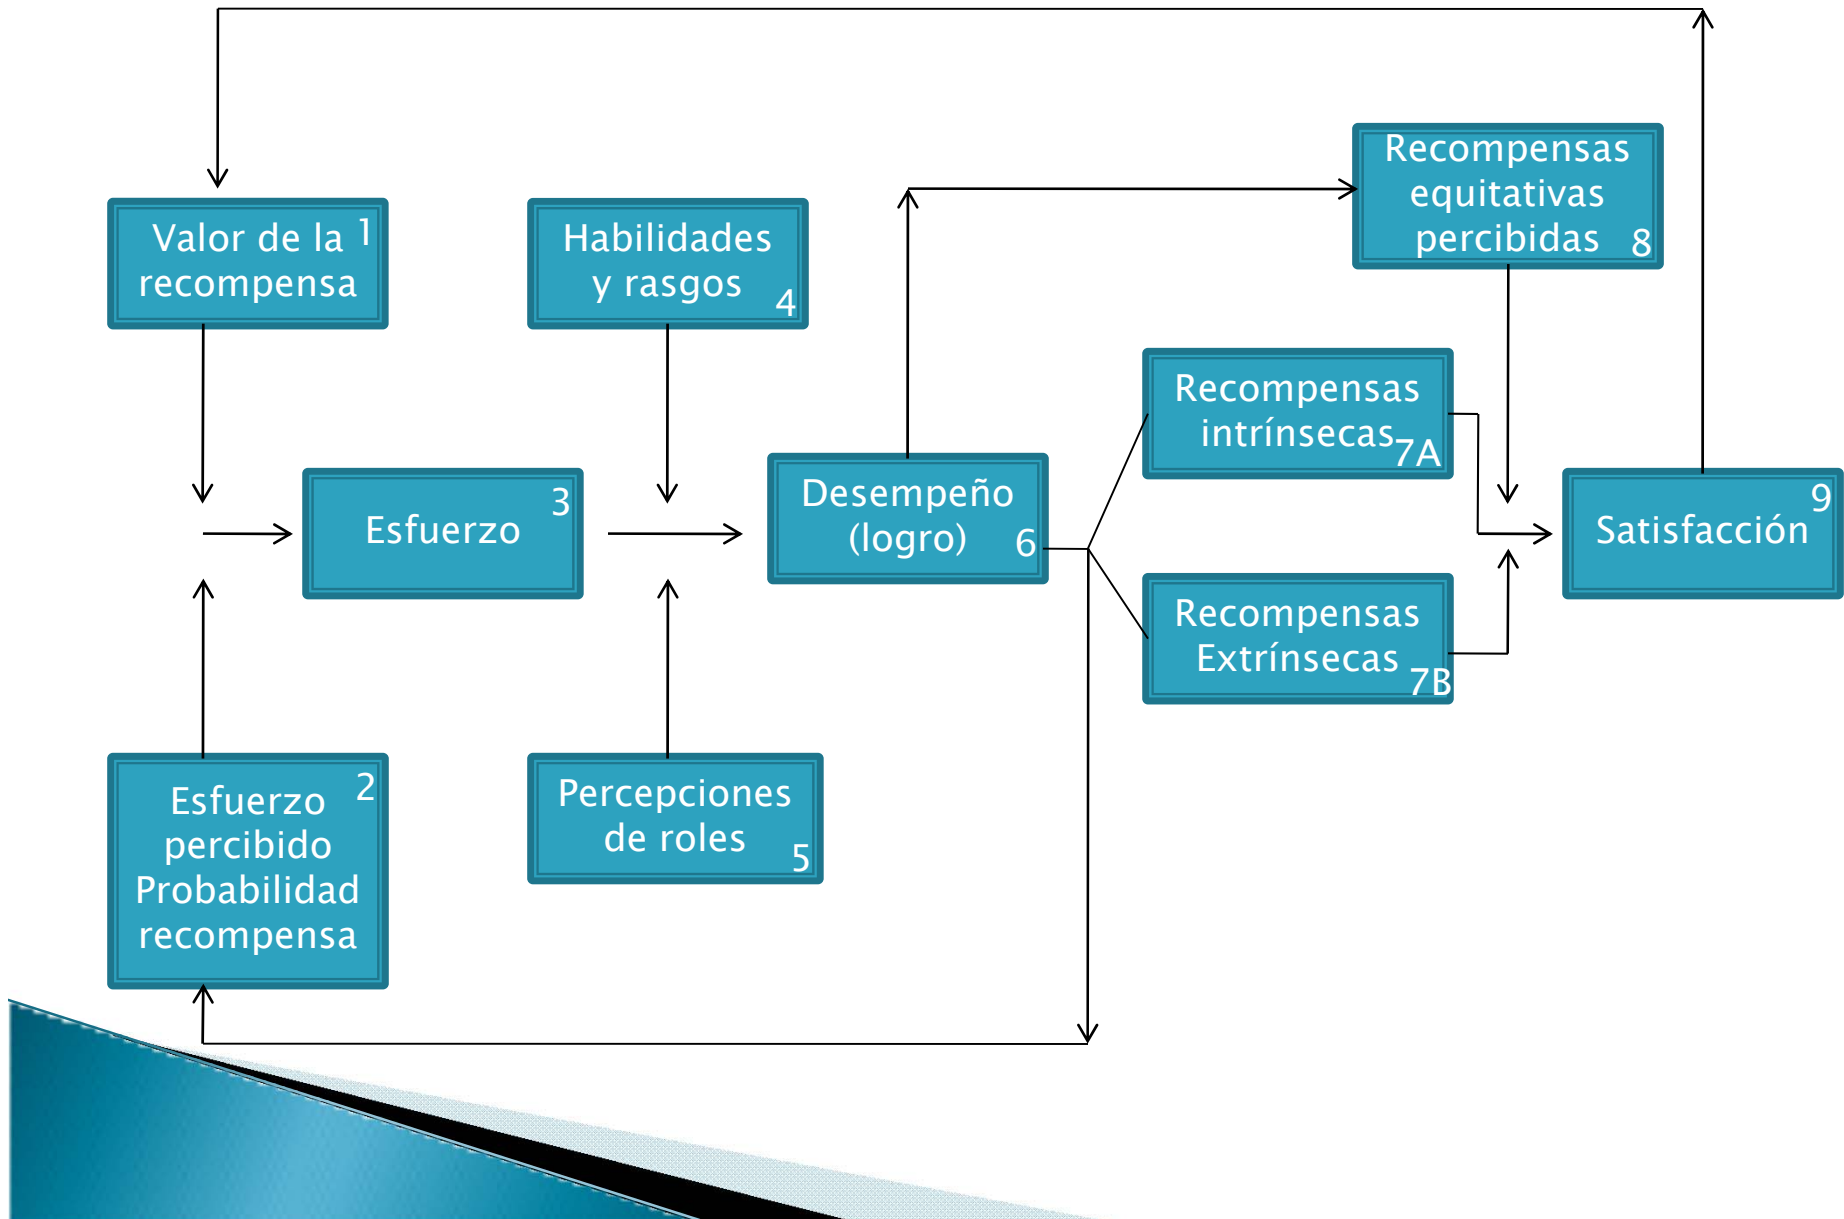 Valor de la 1
recompensa
Habilidades
y rasgos
4
Recompensas
equitativas
percibidas 8
Recompensas
intrínsecas
7A
Esfuerzo 3
Desempeño
(logro) 6
Satisfacción 9
Recompensas
Extrínsecas
7B
Esfuerzo 2
percibido
Probabilidad
recompensa
Percepciones
de roles
5